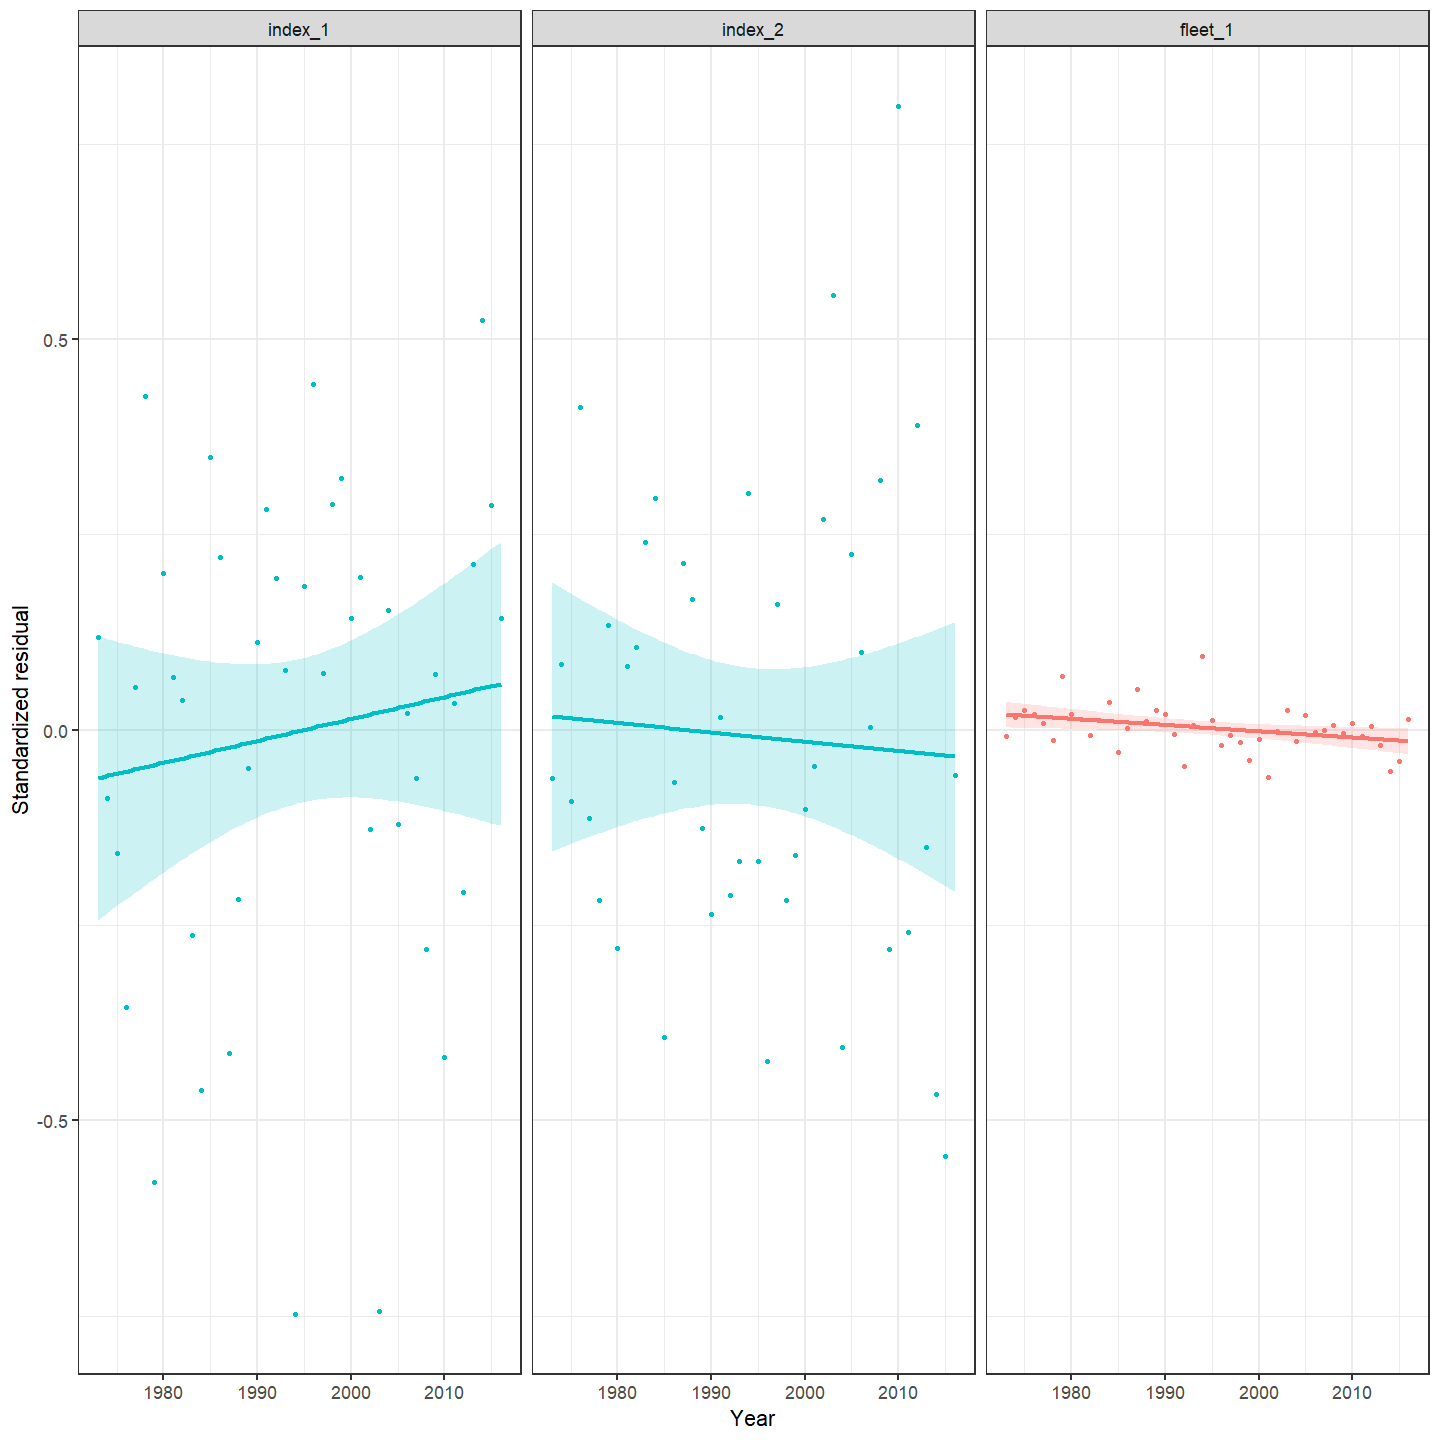 index_1 index_2 fleet_1
Standardized residual
0.5
0.0
-0.5
1980 1990 2000 2010 1980 1990 2000 2010 1980 1990 2000 2010
Year